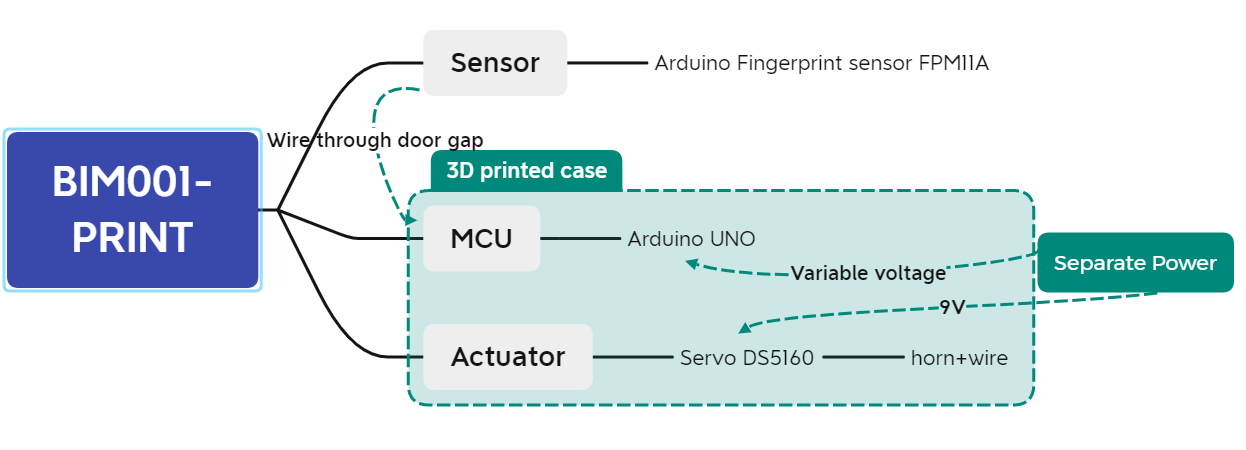 BIM001-
PRINT
Sensor
Arduino Fingerprint sensor FPM11A
Wire through door gap
3D printed case
MCU
Arduino UNO
Variable voltage
Separate Power
9V
Actuator
Servo DS5160
horn+wire